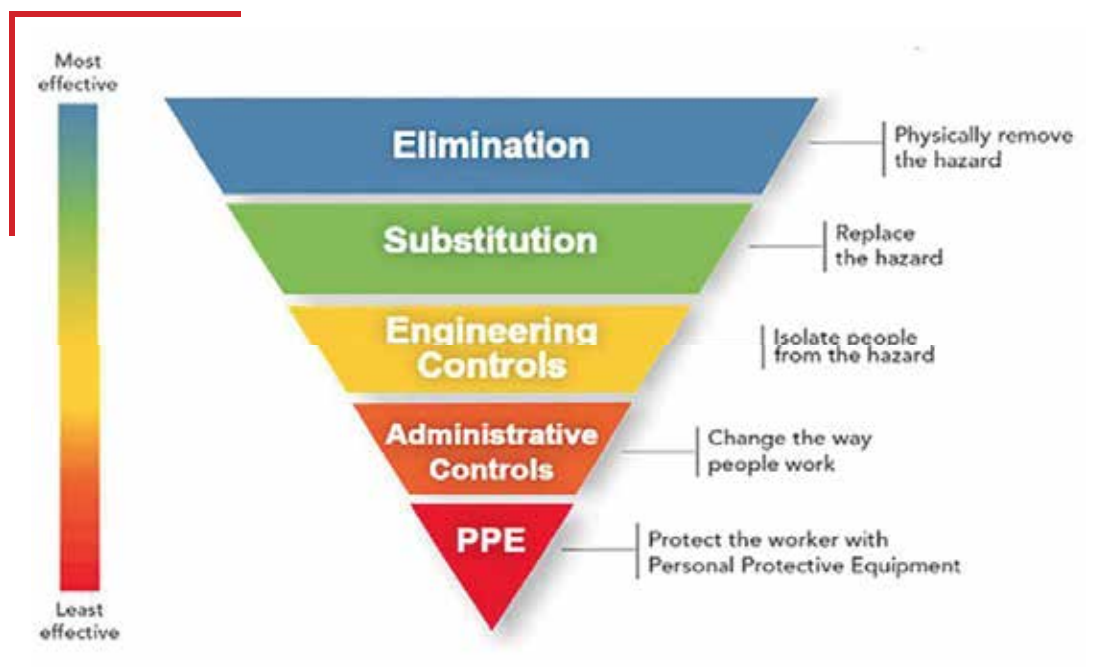 Most
effective
Elimination
Physically remove
the hazard
Substitution
Replace
the hazard
Engineering
Controls
Isolate people
from the hazard
Administrative
Controls
Change the way
people work
PPE
Protect the worker with
Personal Protective Equipment
Least
effective